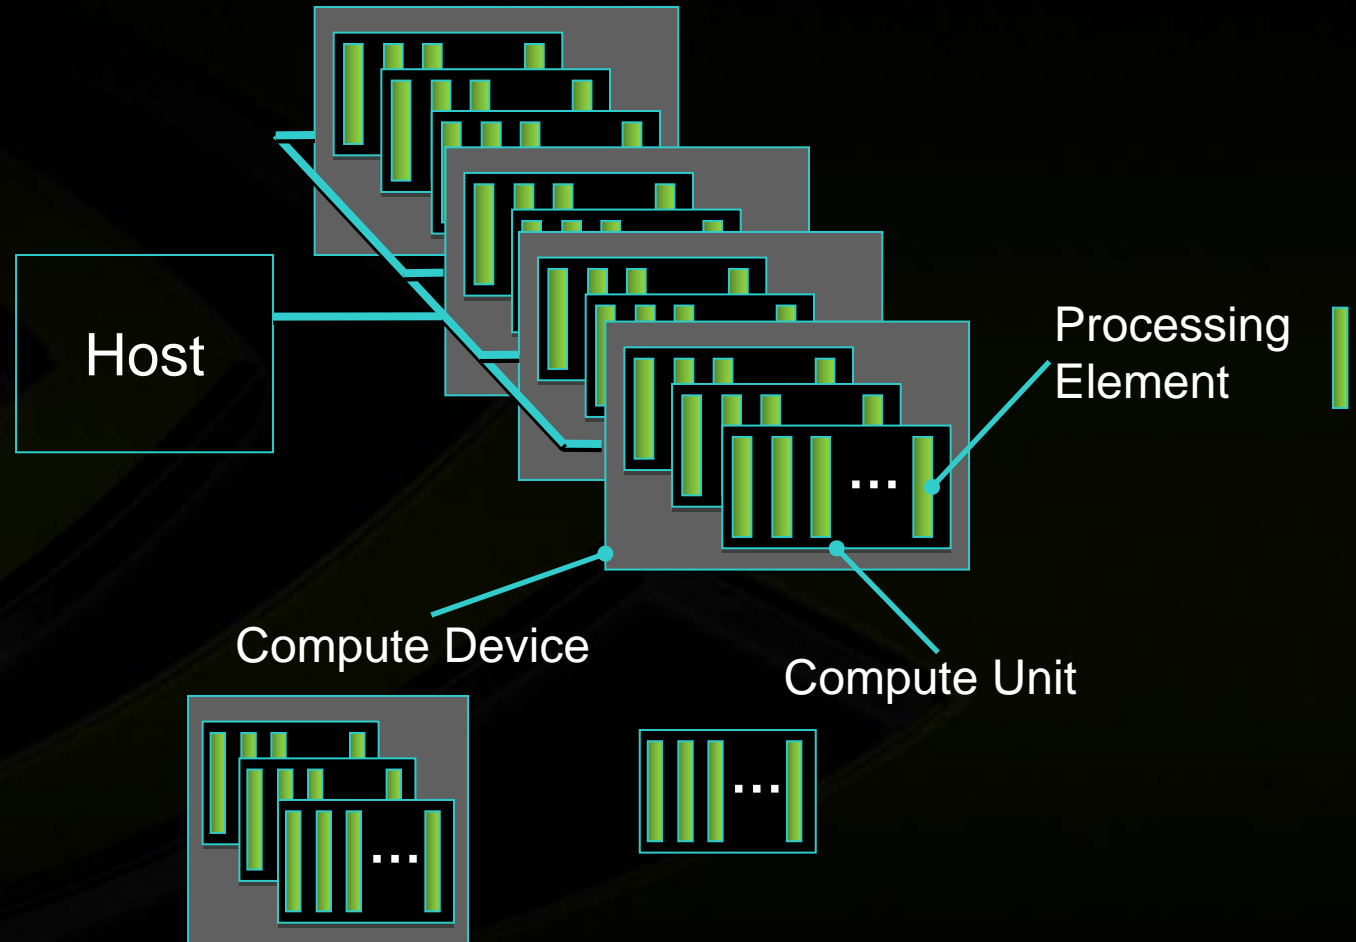 Host
Processing
Element
...
Compute Device
Compute Unit
...
...